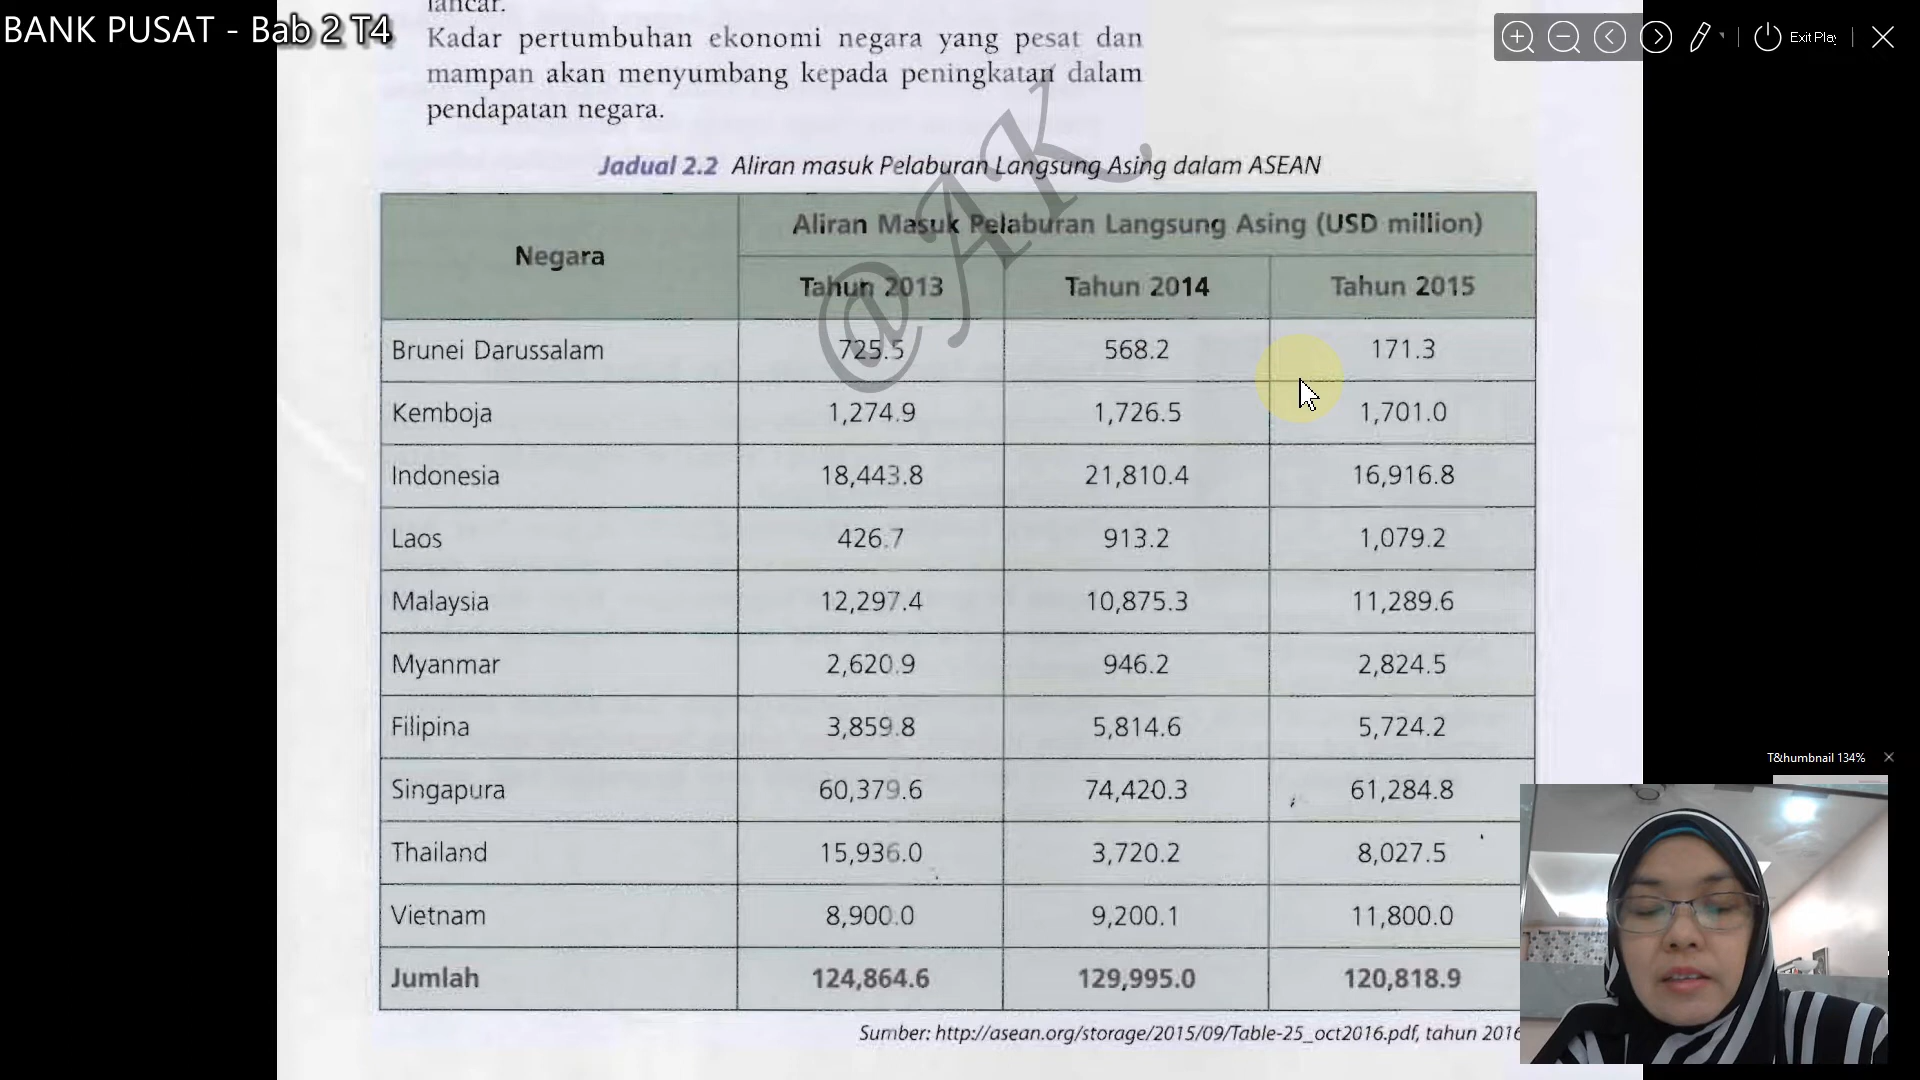 BANK PUSAT - Bab 2 T4
Exit Play
lancar.
Kadar pertumbuhan ekonomi negara yang pesat dan
mampan akan menyumbang kepada peningkatan dalam
pendapatan negara.
Jadual 2.2 Aliran masuk Pelaburan Langsung Asing dalam ASEAN
Negara
Aliran Masuk Pelaburan Langsung Asing (USD million)
Tahun 2013 Tahun 2014 Tahun 2015
Brunei Darussalam 725.5 568.2 171.3
Kemboja 1,274.9 1,726.5 1,701.0
Indonesia 18,443.8 21,810.4 16,916.8
Laos 426.7 913.2 1,079.2
Malaysia 12,297.4 10,875.3 11,289.6
Myanmar 2,620.9 946.2 2,824.5
Filipina 3,859.8 5,814.6 5,724.2
Singapura 60,379.6 74,420.3 61,284.8
Thailand 15,936.0 3,720.2 8,027.5
Vietnam 8,900.0 9,200.1 11,800.0
Jumlah 124,864.6 129,995.0 120,818.9
Sumber: http://asean.org/storage/2015/09/Table-25_oct2016.pdf, tahun 2016
@AK
T&humbnail 134%